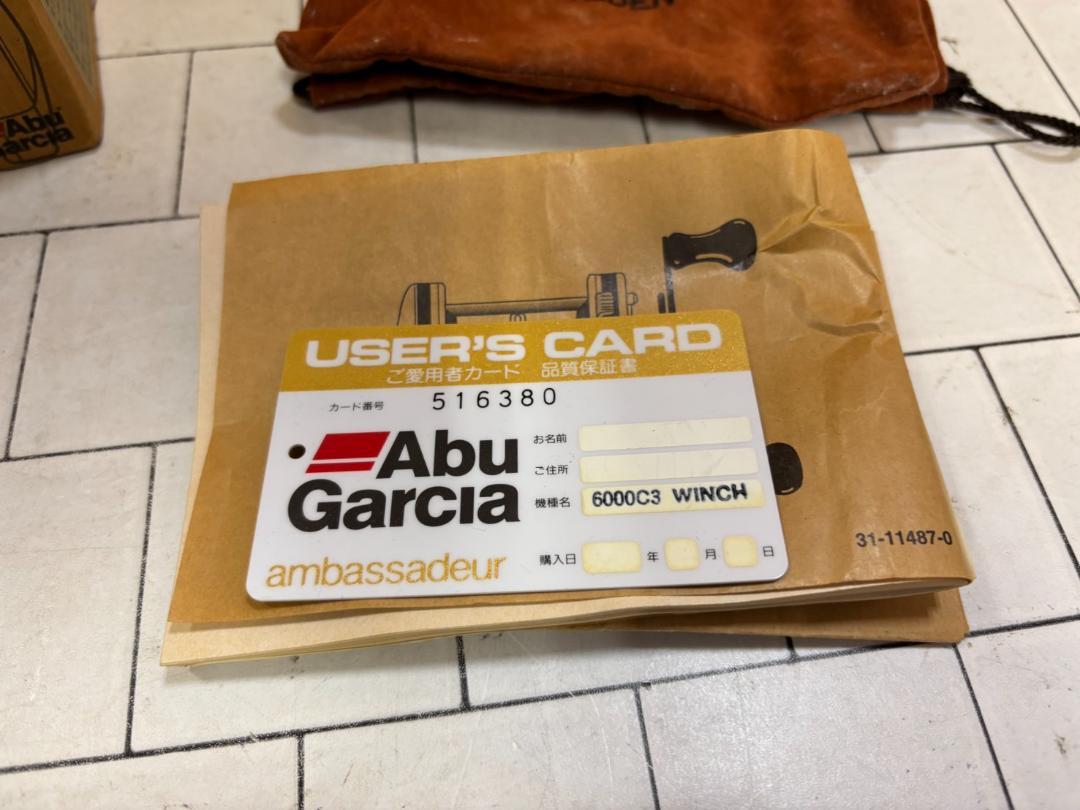 Abu
Garcia
USER'S CARD
ご愛用者カード 品質保証書
カード番号 516380
Abu
Garcia
ambassadeur
お名前
ご住所
機種名 6000C3 WINCH
購入日 年 月 日
31-11487-0